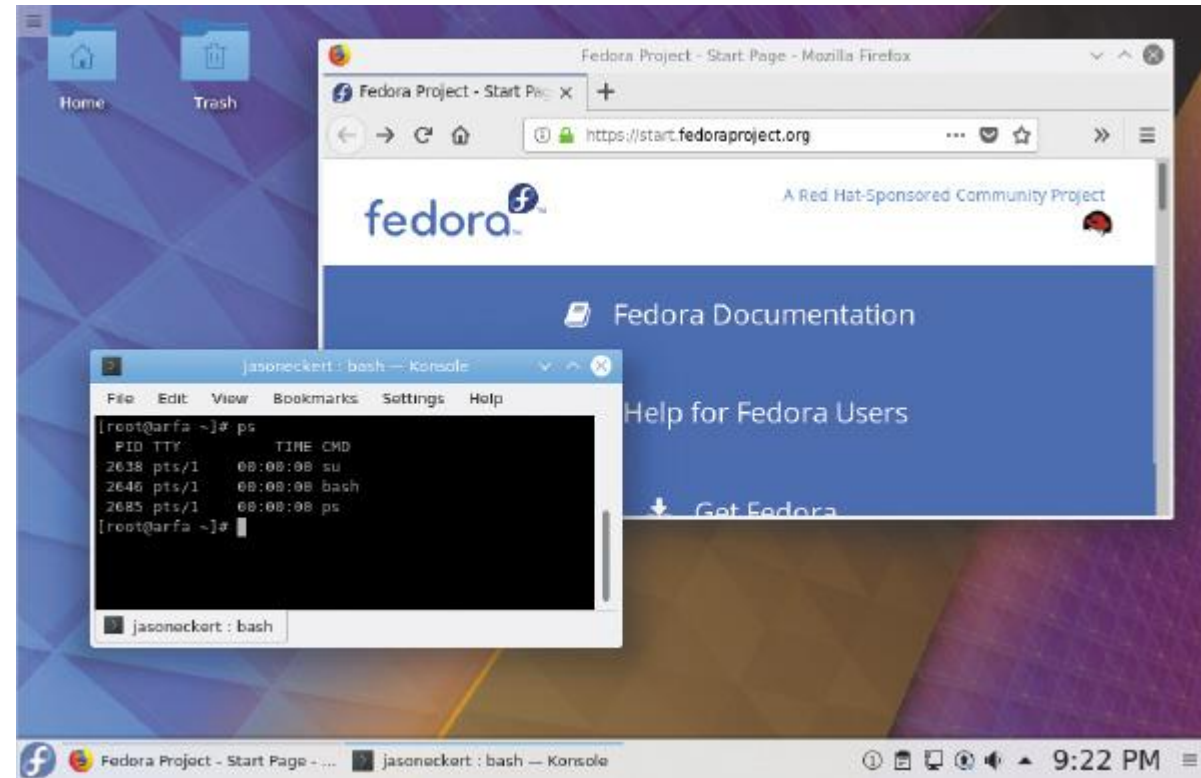 Home
Trash
Fedora Project - Start Page - Mozilla Firefox
Fedora Project - Start Pag
https://start.fedoraproject.org
fedora
A Red Hat-Sponsored Community Project
Fedora Documentation
Help for Fedora Users
Get Fedora
jasoneckert : bash — Konsole
File Edit View Bookmarks Settings Help
[root@arfa ~]# ps
PID TTY TIME CMD
2638 pts/1 00:00:00 su
2646 pts/1 00:00:00 bash
2685 pts/1 00:00:00 ps
[root@arfa ~]#
jasoneckert : bash
Fedora Project - Start Page - ...
jasoneckert : bash — Konsole
9:22 PM